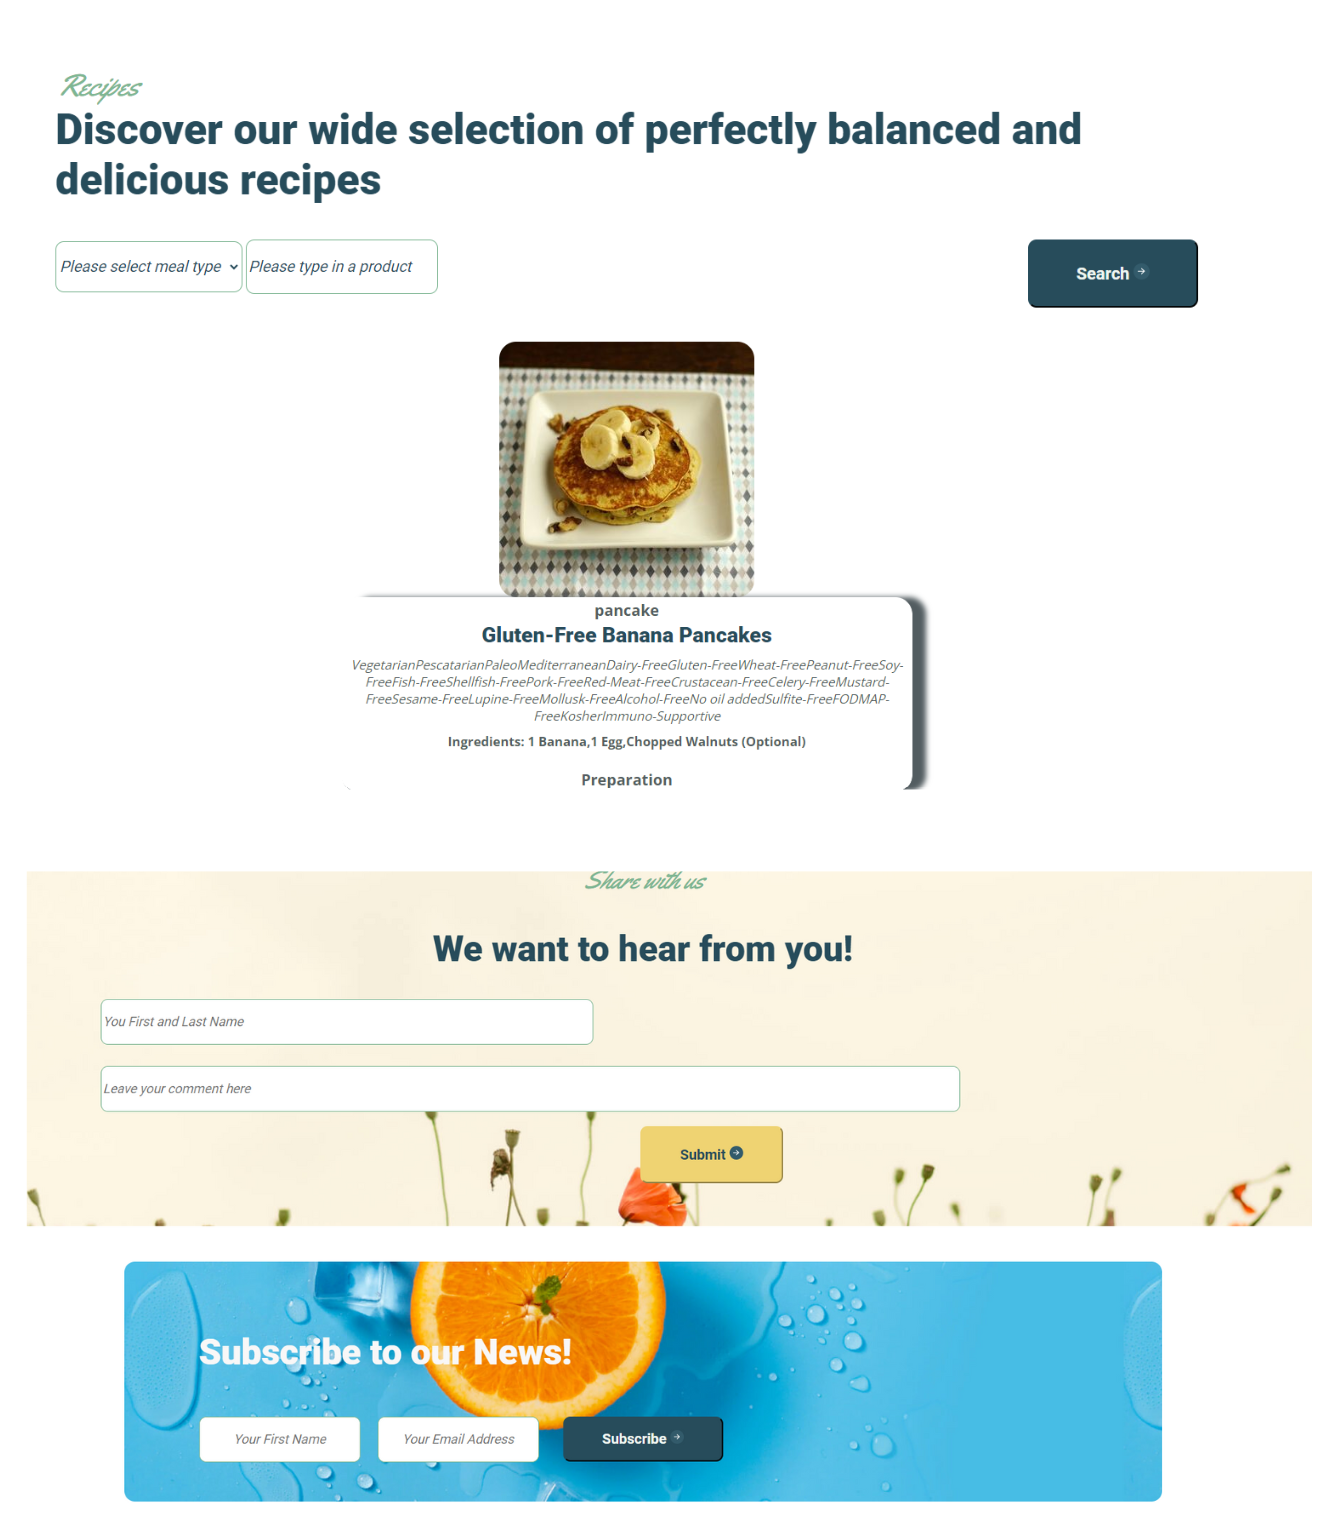 Recipes
Discover our wide selection of perfectly balanced and
delicious recipes
Please select meal type
Please type in a product
Search
pancake
Gluten-Free Banana Pancakes
VegetarianPescatarianPaleoMediterraneanDairy-FreeGluten-FreeWheat-FreePeanut-FreeSoy-
FreeFish-FreeShellfish-FreePork-FreeRed-Meat-FreeCrustacean-FreeCelery-FreeMustard-
FreeSesame-FreeLupine-FreeMollusk-FreeAlcohol-FreeNo oil addedSulfite-FreeFODMAP-
FreeKosherImmuno-Supportive
Ingredients: 1 Banana,1 Egg,Chopped Walnuts (Optional)
Preparation
Share with us
We want to hear from you!
You First and Last Name
Leave your comment here
Submit
Subscribe to our News!
Your First Name
Your Email Address
Subscribe